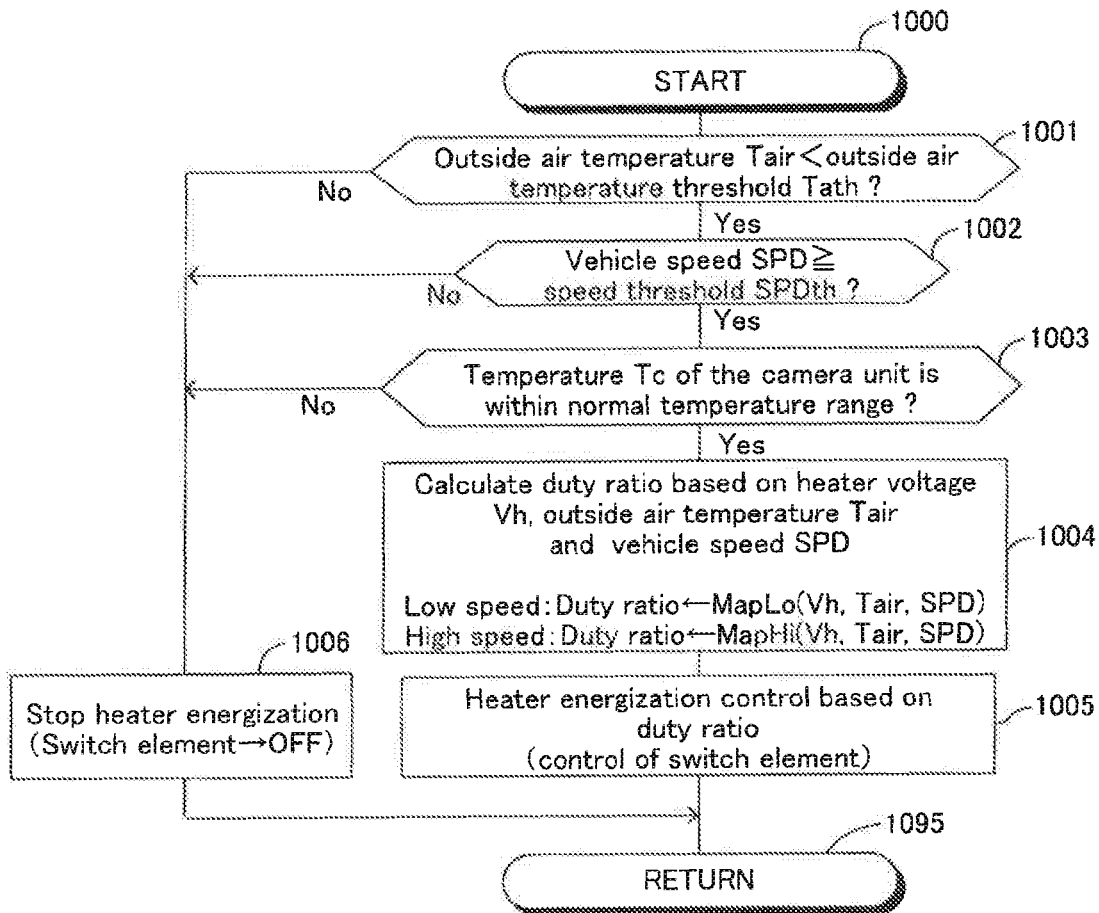 1000
START
1001
Outside air temperature Tair<outside air
temperature threshold Tath ?
No
Yes
1002
Vehicle speed SPD≧
speed threshold SPDth ?
No
Yes
1003
Temperature Tc of the camera unit is
within normal temperature range ?
No
Yes
Calculate duty ratio based on heater voltage
Vh, outside air temperature Tair
and vehicle speed SPD
1004
Low speed:Duty ratio←MapLo(Vh, Tair, SPD)
High speed:Duty ratio←MapHi(Vh, Tair, SPD)
1006
Stop heater energization
(Switch element→OFF)
Heater energization control based on
duty ratio
(control of switch element)
1005
1095
RETURN